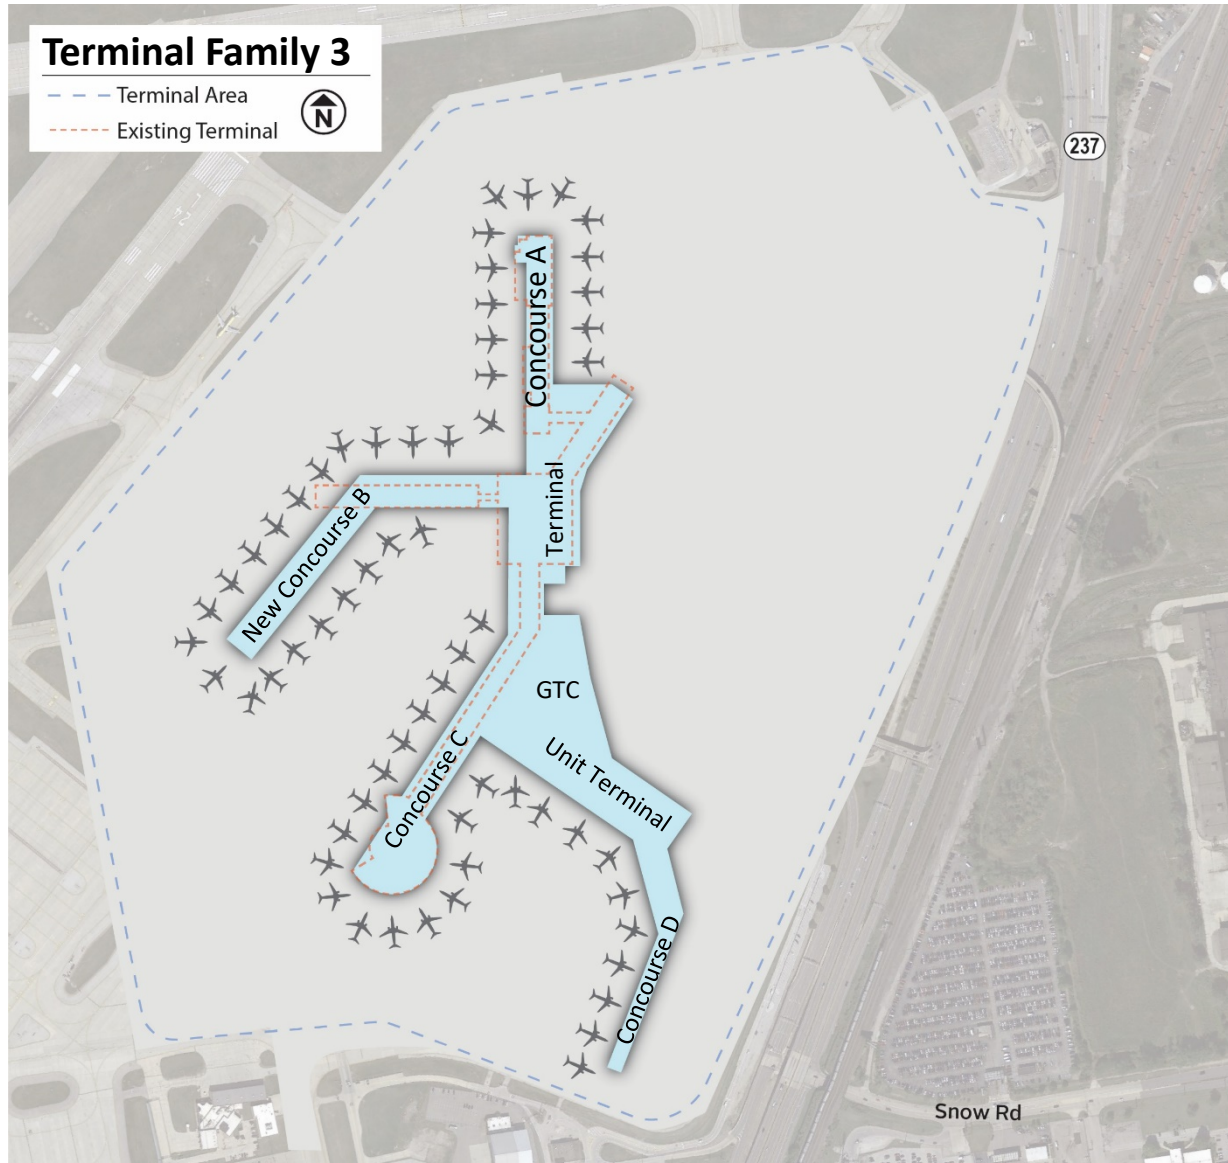 Terminal Family 3
Terminal Area
Existing Terminal
N
237
Concourse A
Terminal
New Concourse B
GTC
Unit Terminal
Concourse C
Concourse D
Snow Rd